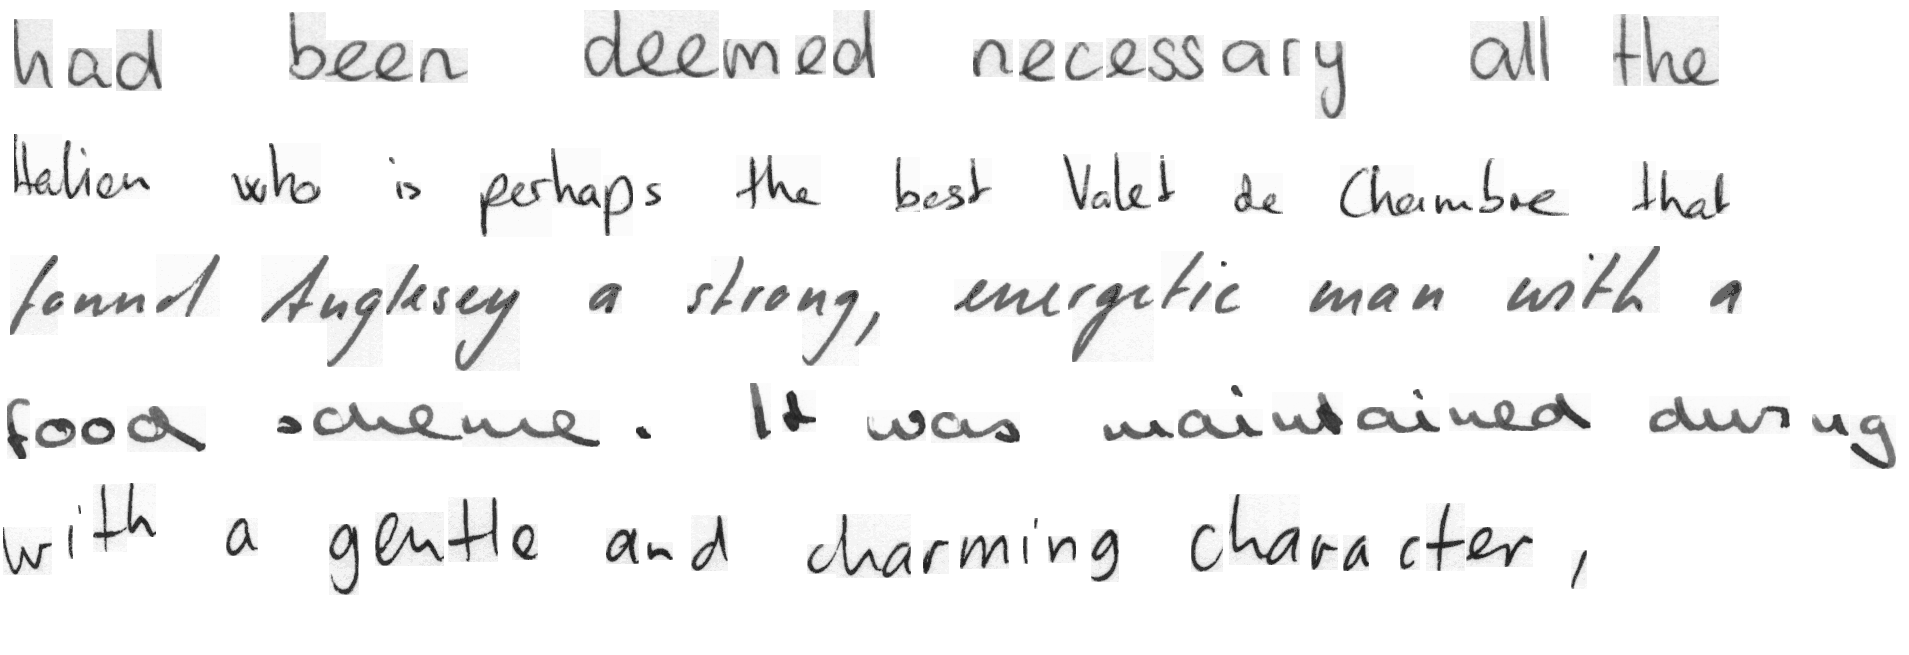 had been deemed necessary all the
Italian who is perhaps the best Valet de Chambre that
found Anglesey a strong, energetic man with a
food scheme. It was maintained during
with a gentle and charming character,